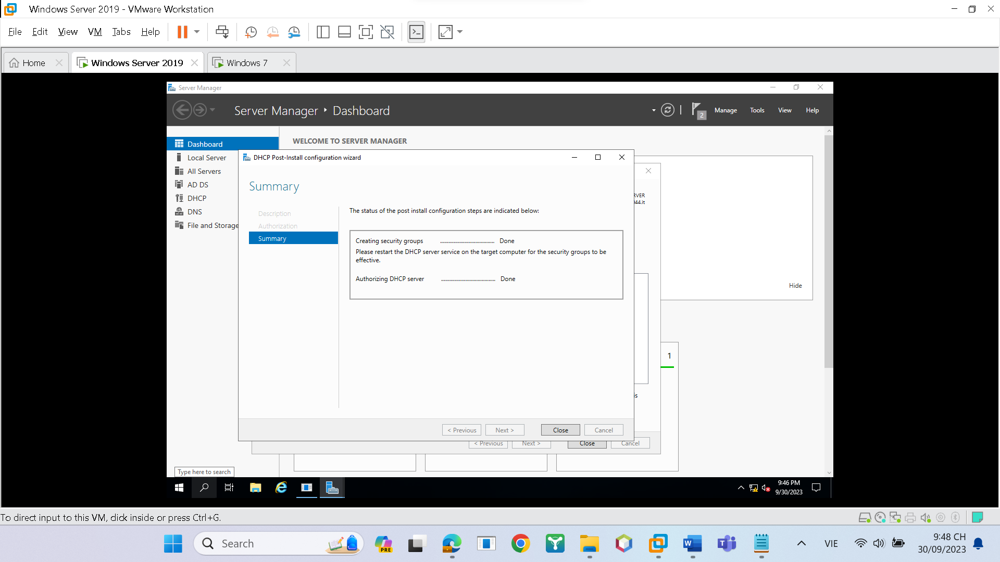 Windows Server 2019 - VMware Workstation
File Edit View VM Tabs Help
Home Windows Server 2019 Windows 7
Server Manager
Server Manager Dashboard 2 Manage Tools View Help
Dashboard
Local Server
All Servers
AD DS
DHCP
DNS
File and Storage
WELCOME TO SERVER MANAGER
DHCP Post-Install configuration wizard
Summary
Description
Authorization
Summary
The status of the post install configuration steps are indicated below:
Creating security groups ........................................ Done
Please restart the DHCP server service on the target computer for the security groups to be
effective.
Authorizing DHCP server ........................................ Done
< Previous Next > Close Cancel
RVER
044.it
Hide
1
is
< Previous Next > Close Cancel
Type here to search
9:46 PM
9/30/2023
To direct input to this VM, click inside or press Ctrl+G.
Search
PRE
VIE
9:48 CH
30/09/2023